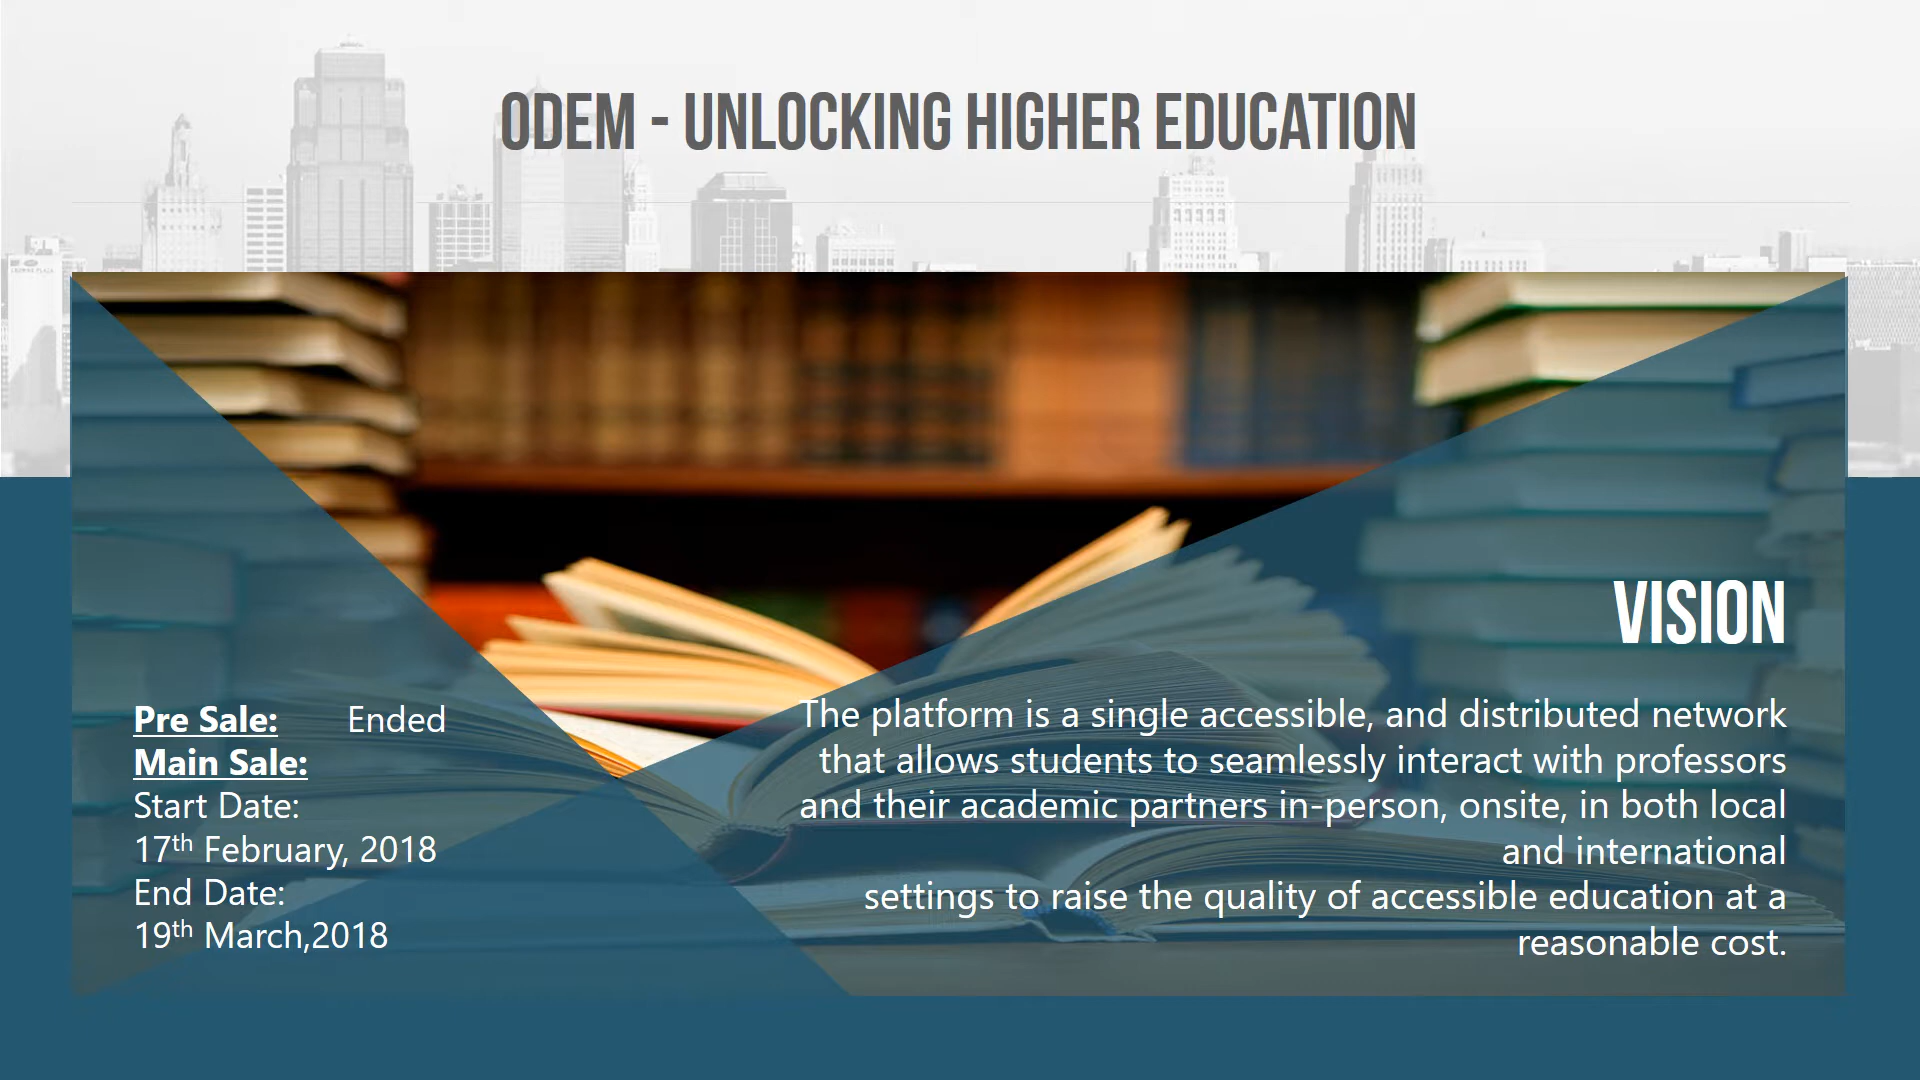 ODEM - UNLOCKING HIGHER EDUCATION
Pre Sale: Ended
Main Sale:
Start Date:
17th February, 2018
End Date:
19th March,2018
VISION
The platform is a single accessible, and distributed network
that allows students to seamlessly interact with professors
and their academic partners in-person, onsite, in both local
and international
settings to raise the quality of accessible education at a
reasonable cost.